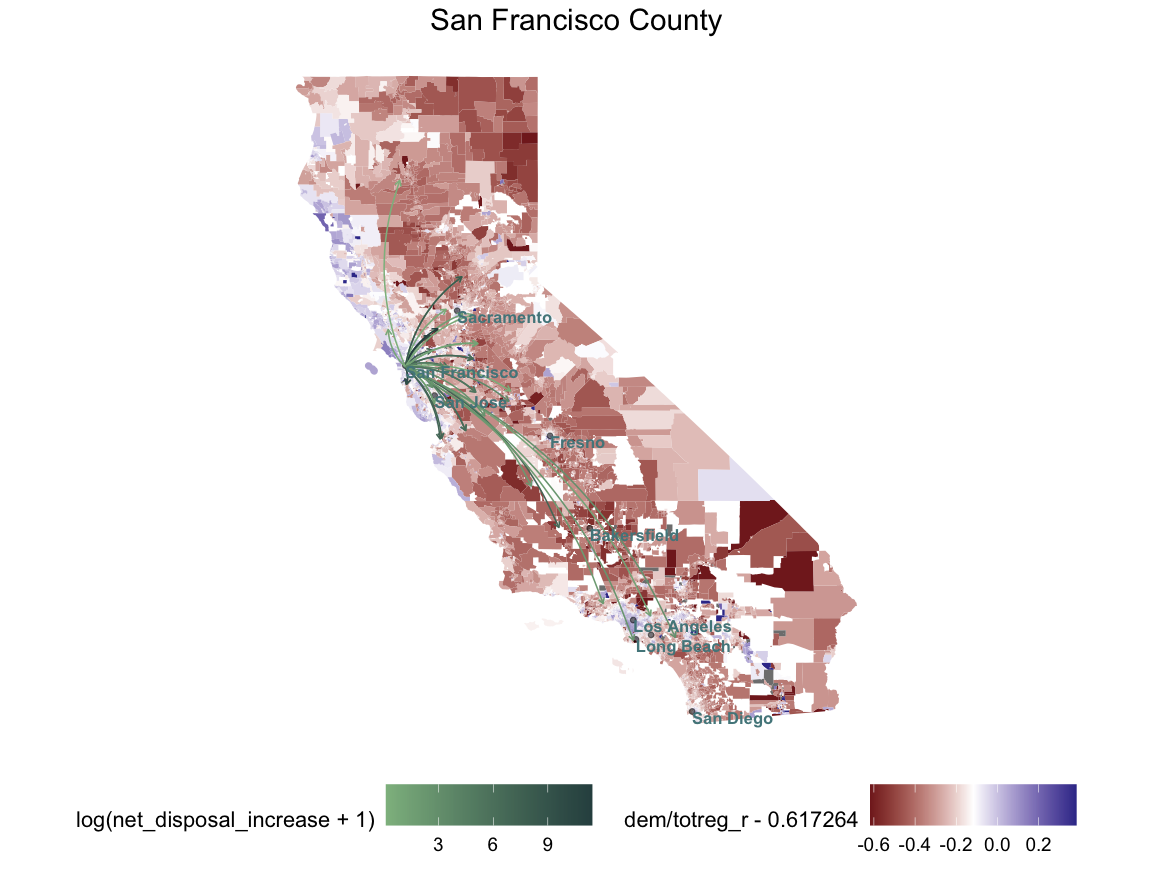 San Francisco County
Sacramento
San Francisco
San Jose
Fresno
Bakersfield
Los Angeles
Long Beach
San Diego
log(net_disposal_increase + 1)
3 6 9
dem/totreg_r - 0.617264
-0.6 -0.4 -0.2 0.0 0.2